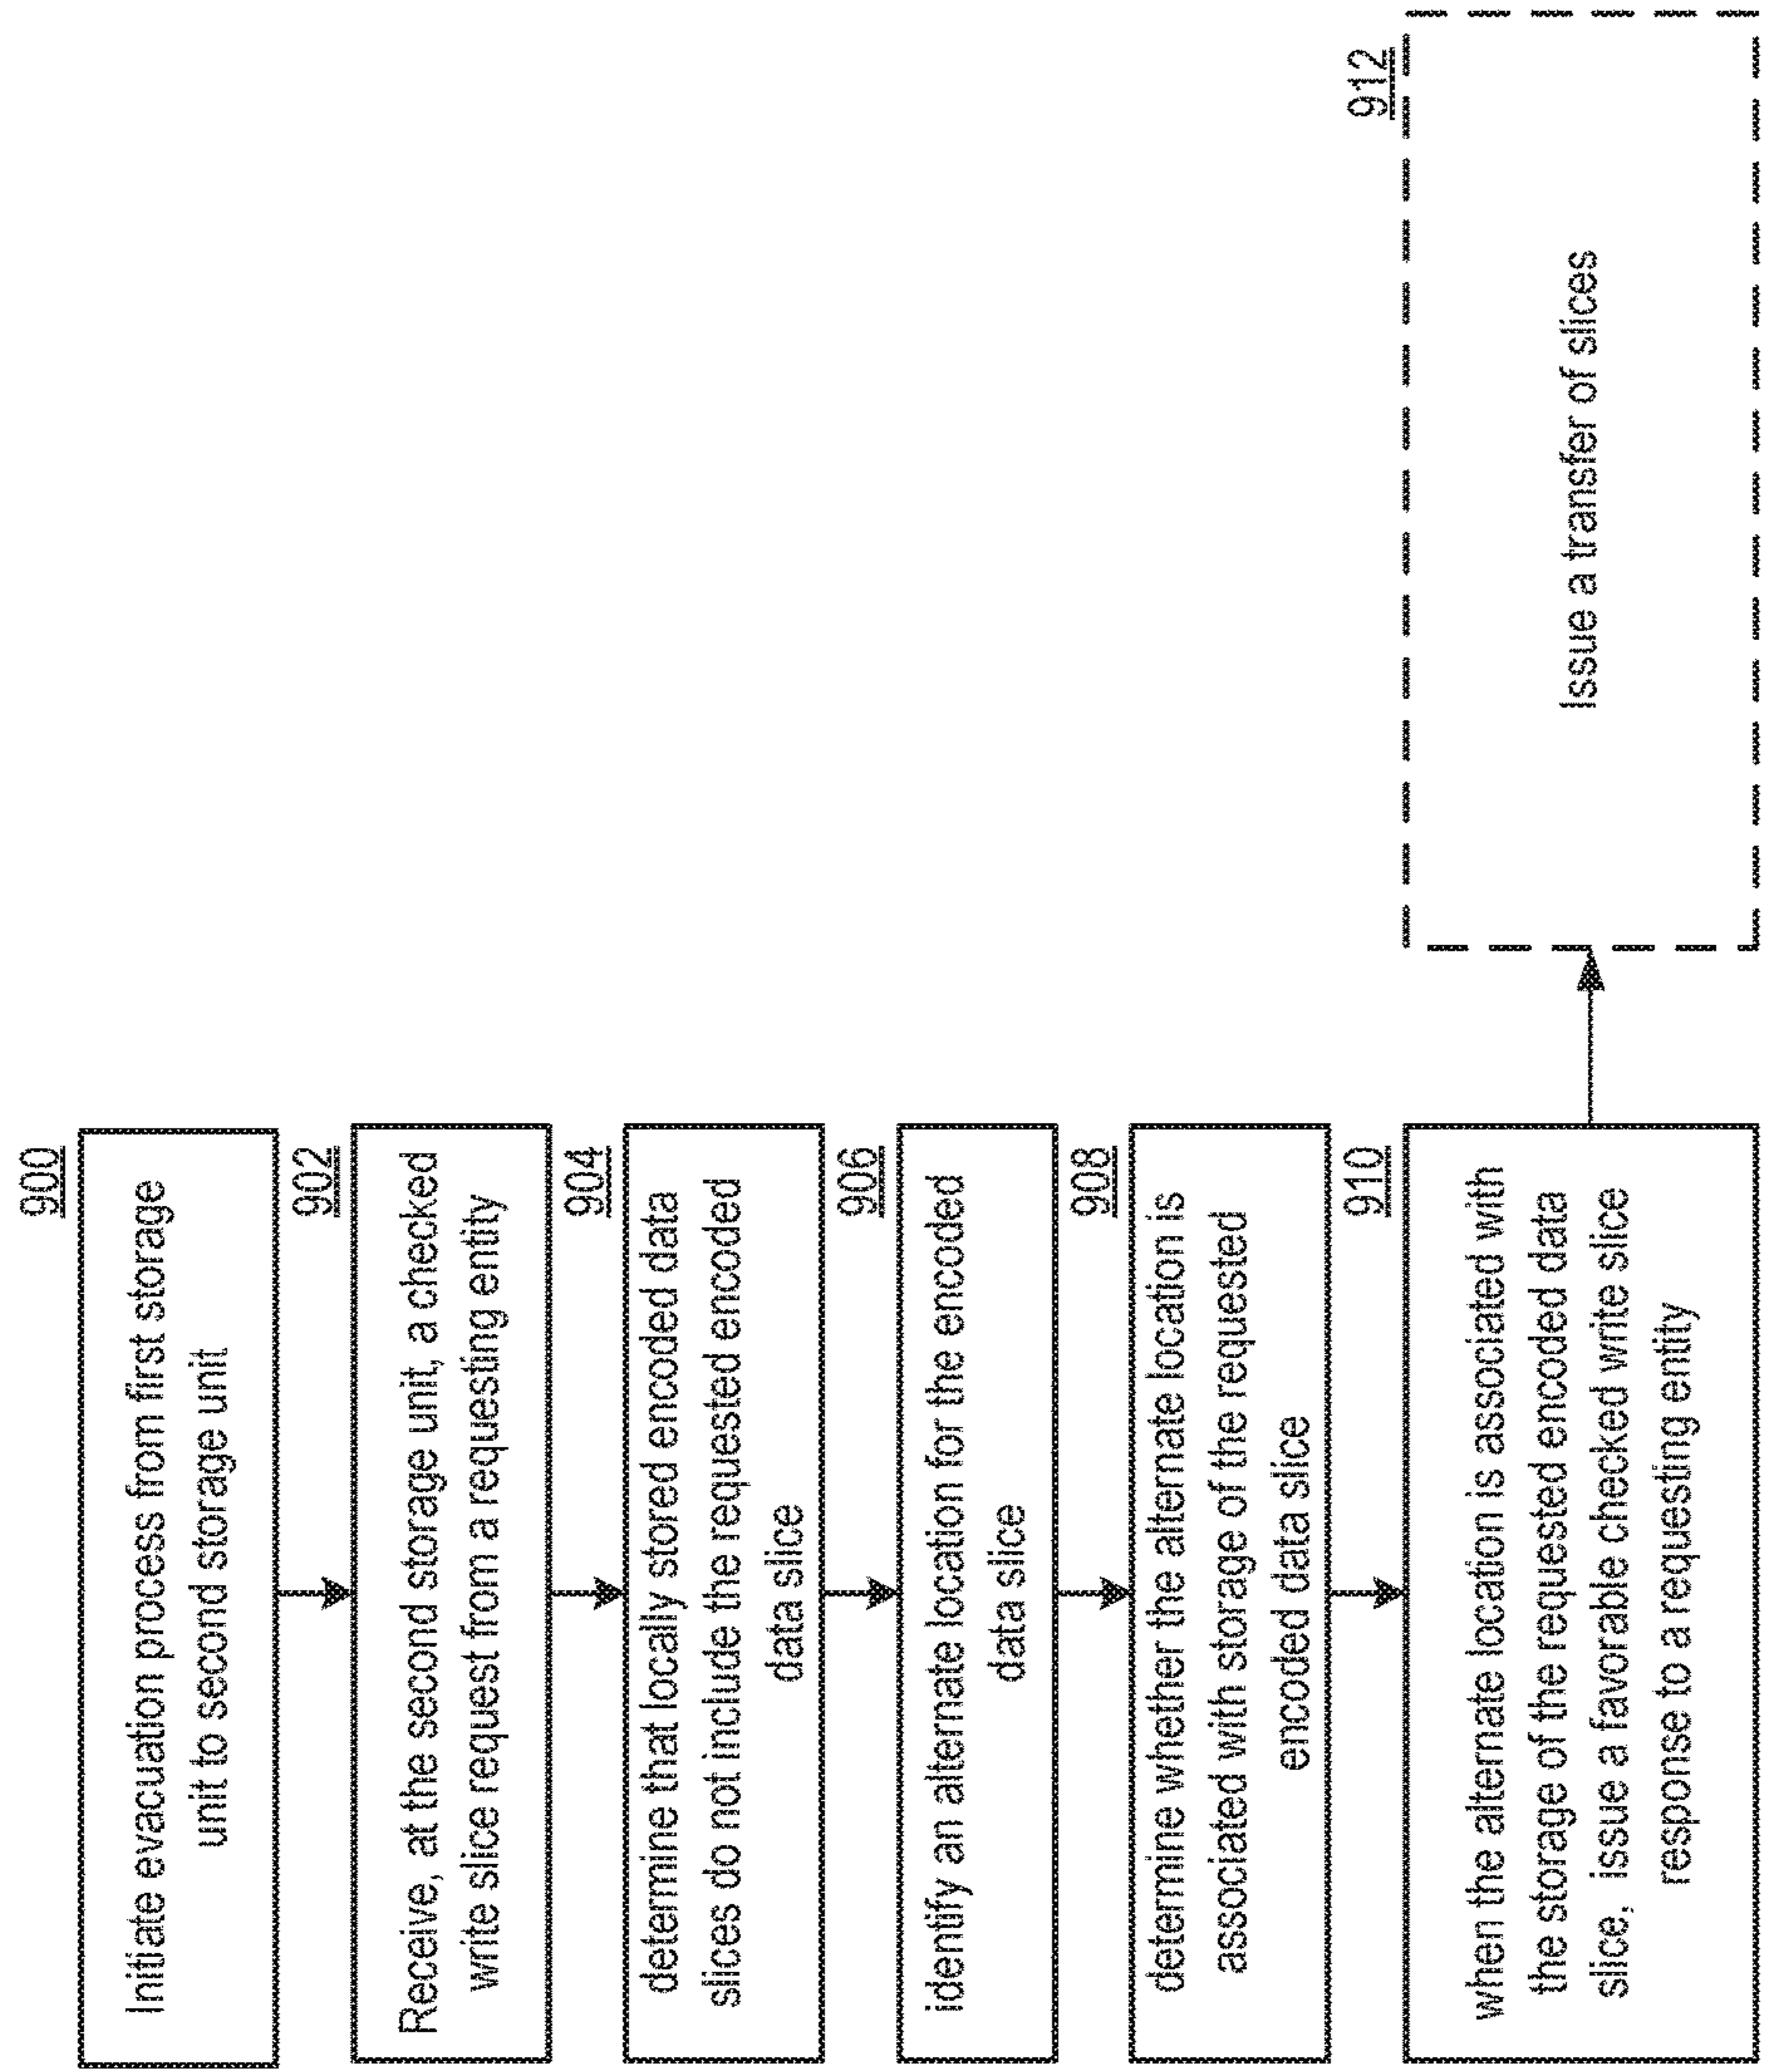 900
Initiate evacuation process from first storage
unit to second storage unit
902
Receive, at the second storage unit, a checked
write slice request from a requesting entity
904
determine that locally stored encoded data
slices do not include the requested encoded
data slice
906
identify an alternate location for the encoded
data slice
908
determine whether the alternate location is
associated with storage of the requested
encoded data slice
910
when the alternate location is associated with
the storage of the requested encoded data
slice, issue a favorable checked write slice
response to a requesting entity
912
Issue a transfer of slices